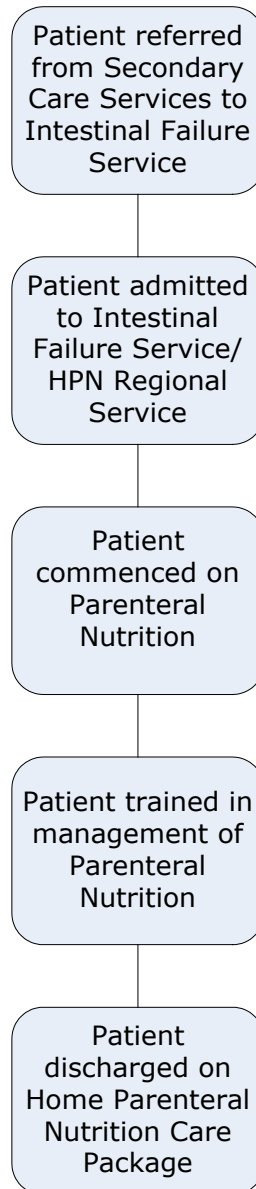 Patient referred
from Secondary
Care Services to
Intestinal Failure
Service
Patient admitted
to Intestinal
Failure Service/
HPN Regional
Service
Patient
commenced on
Parenteral
Nutrition
Patient trained in
management of
Parenteral
Nutrition
Patient
discharged on
Home Parenteral
Nutrition Care
Package